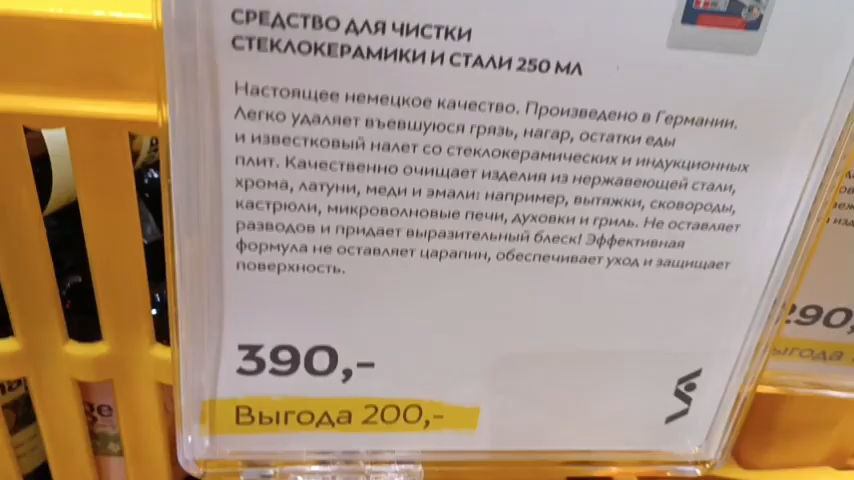 СРЕДСТВО ДЛЯ ЧИСТКИ
СТЕКЛОКЕРАМИКИ И СТАЛИ 250 МЛ
Настоящее немецкое качество. Произведено в Германии.
Легко удаляет въевшуюся грязь, нагар, остатки еды
и известковый налет со стеклокерамических и индукционных
плит. Качественно очищает изделия из нержавеющей стали,
хрома, латуни, меди и эмали: например, вытяжки, сковороды,
кастрюли, микроволновые печи, духовки и гриль. Не оставляет
разводов и придает выразительный блеск! Эффективная
формула не оставляет царапин, обеспечивает уход и защищает
поверхность.
390,-
Выгода 200,-
290,